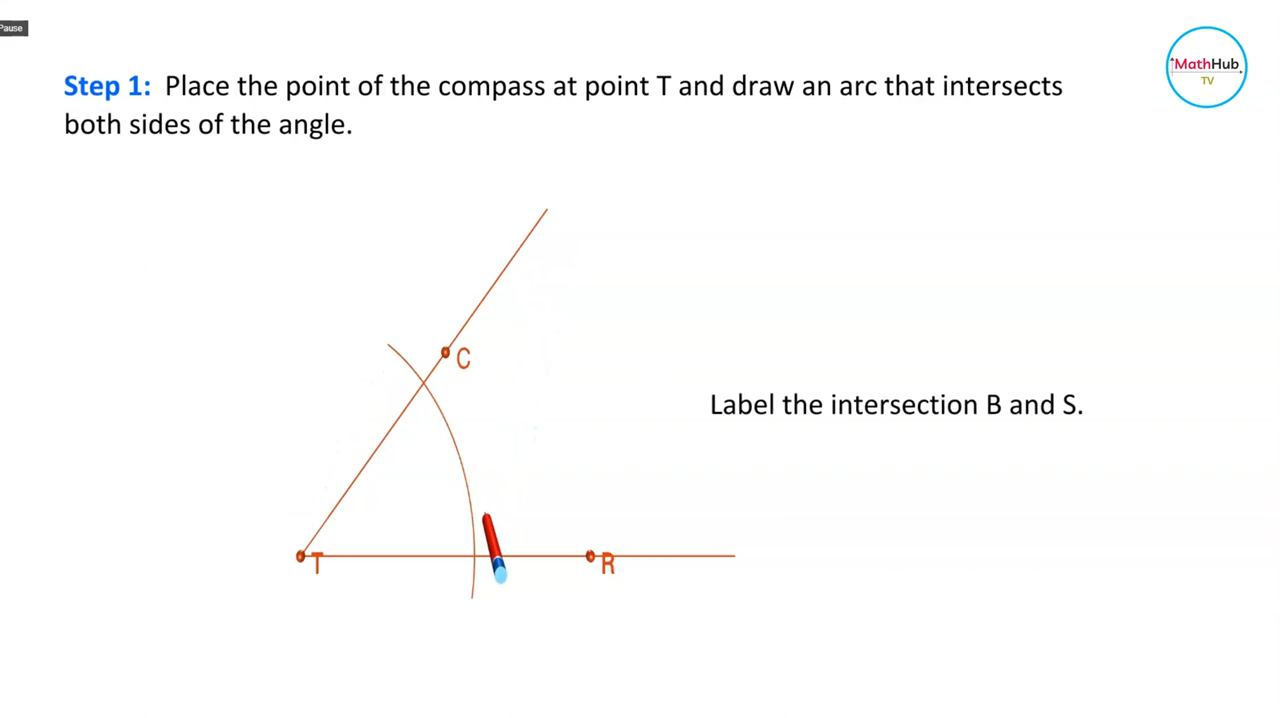 Pause
MathHub
TV
Step 1: Place the point of the compass at point T and draw an arc that intersects
both sides of the angle.
C
Label the intersection B and S.
T
R